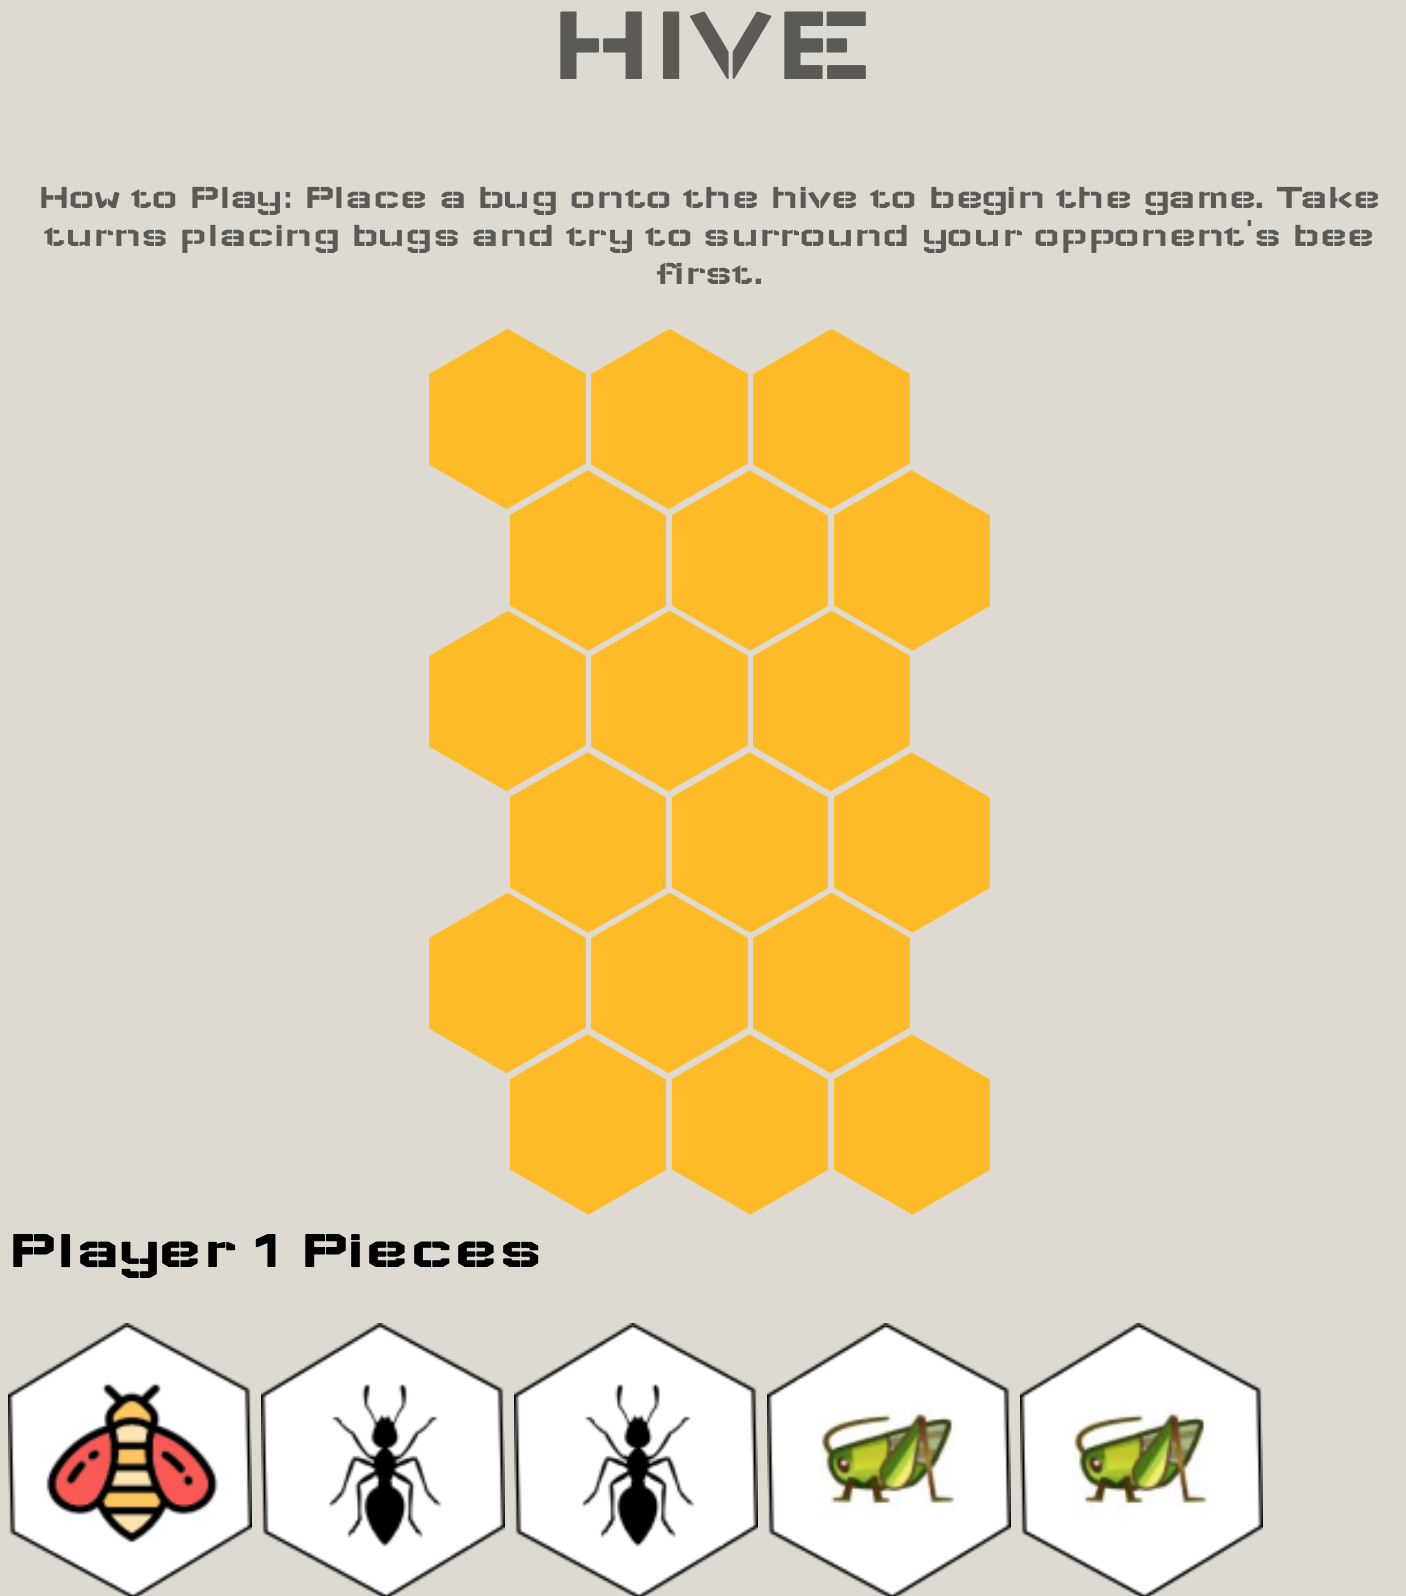 HIVE
How to Play: Place a bug onto the hive to begin the game. Take
turns placing bugs and try to surround your opponent's bee
first.
Player 1 Pieces